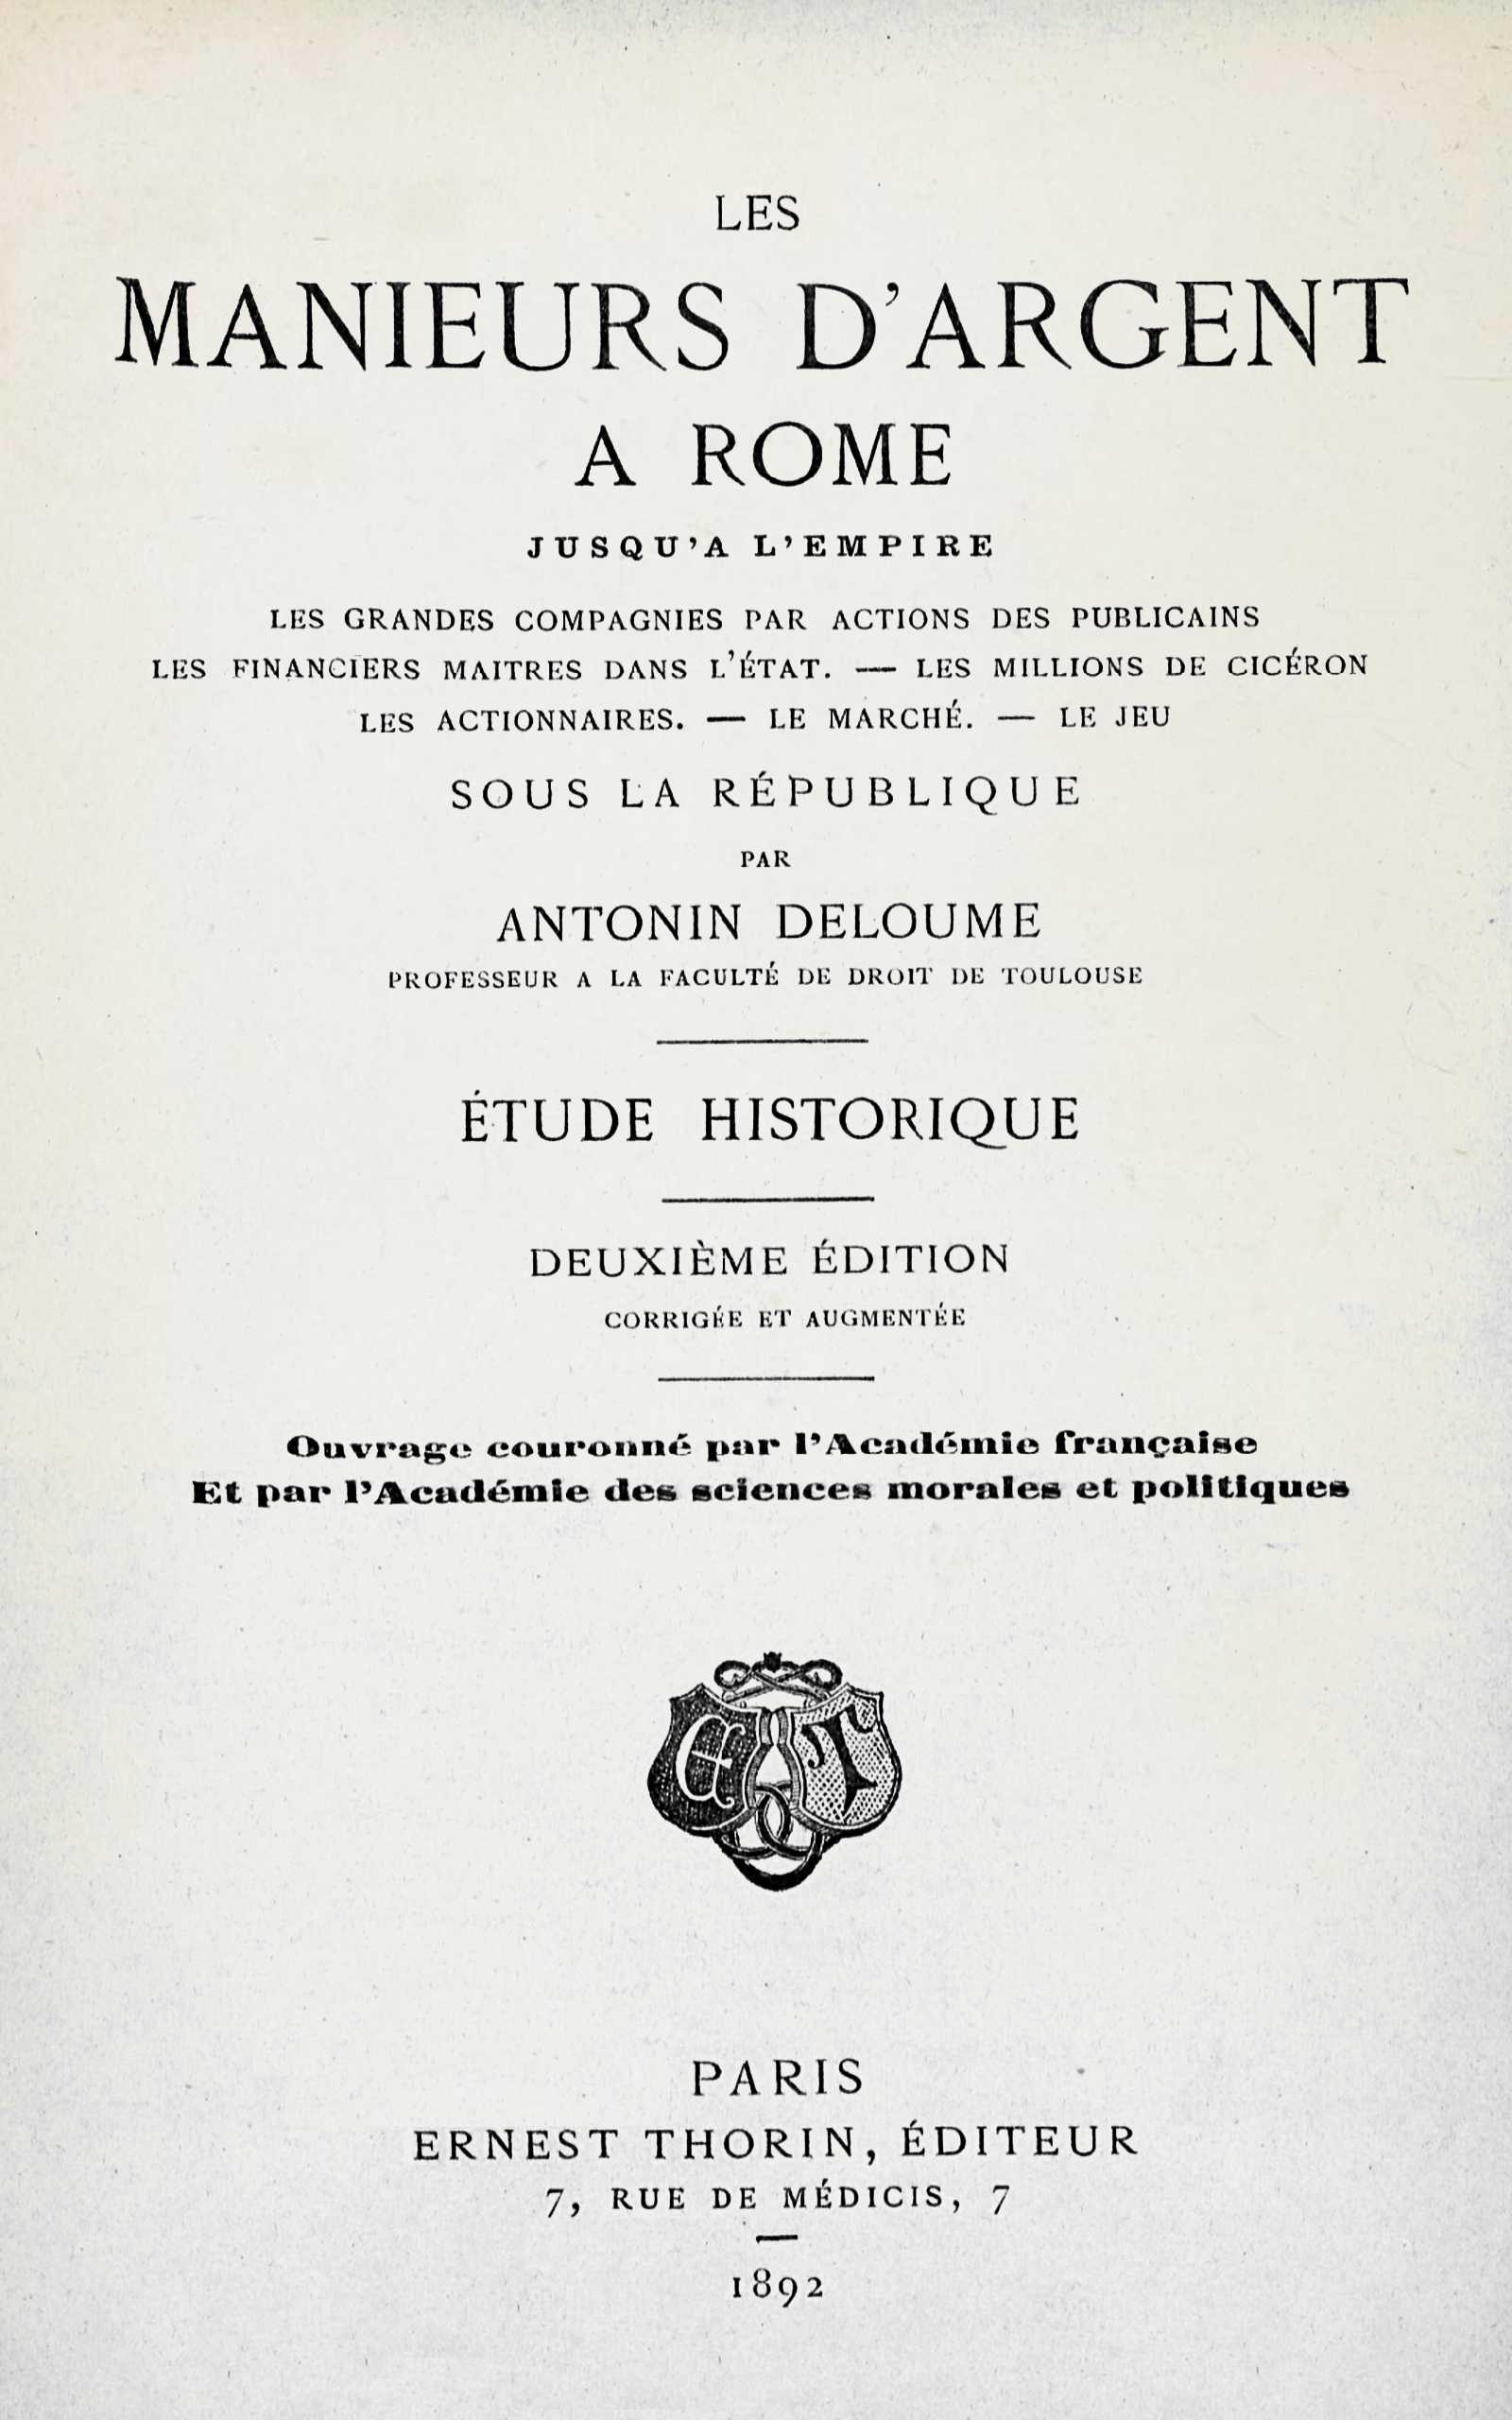 LES
MANIEURS D'ARGENT
A ROME
JUSQU'A L'EMPIRE
LES GRANDES COMPAGNIES PAR ACTIONS DES PUBLICAINS
LES FINANCIERS MAITRES DANS L'ÉTAT. — LES MILLIONS DE CICÉRON
LES ACTIONNAIRES. — LE MARCHÉ. — LE JEU
SOUS LA RÉPUBLIQUE
PAR
ANTONIN DELOUME
PROFESSEUR A LA FACULTÉ DE DROIT DE TOULOUSE
ÉTUDE HISTORIQUE
DEUXIÈME ÉDITION
CORRIGÉE ET AUGMENTÉE
Ouvrage couronné par l'Académie française
Et par l'Académie des sciences morales et politiques
E T
PARIS
ERNEST THORIN, ÉDITEUR
7, RUE DE MÉDICIS, 7
1892